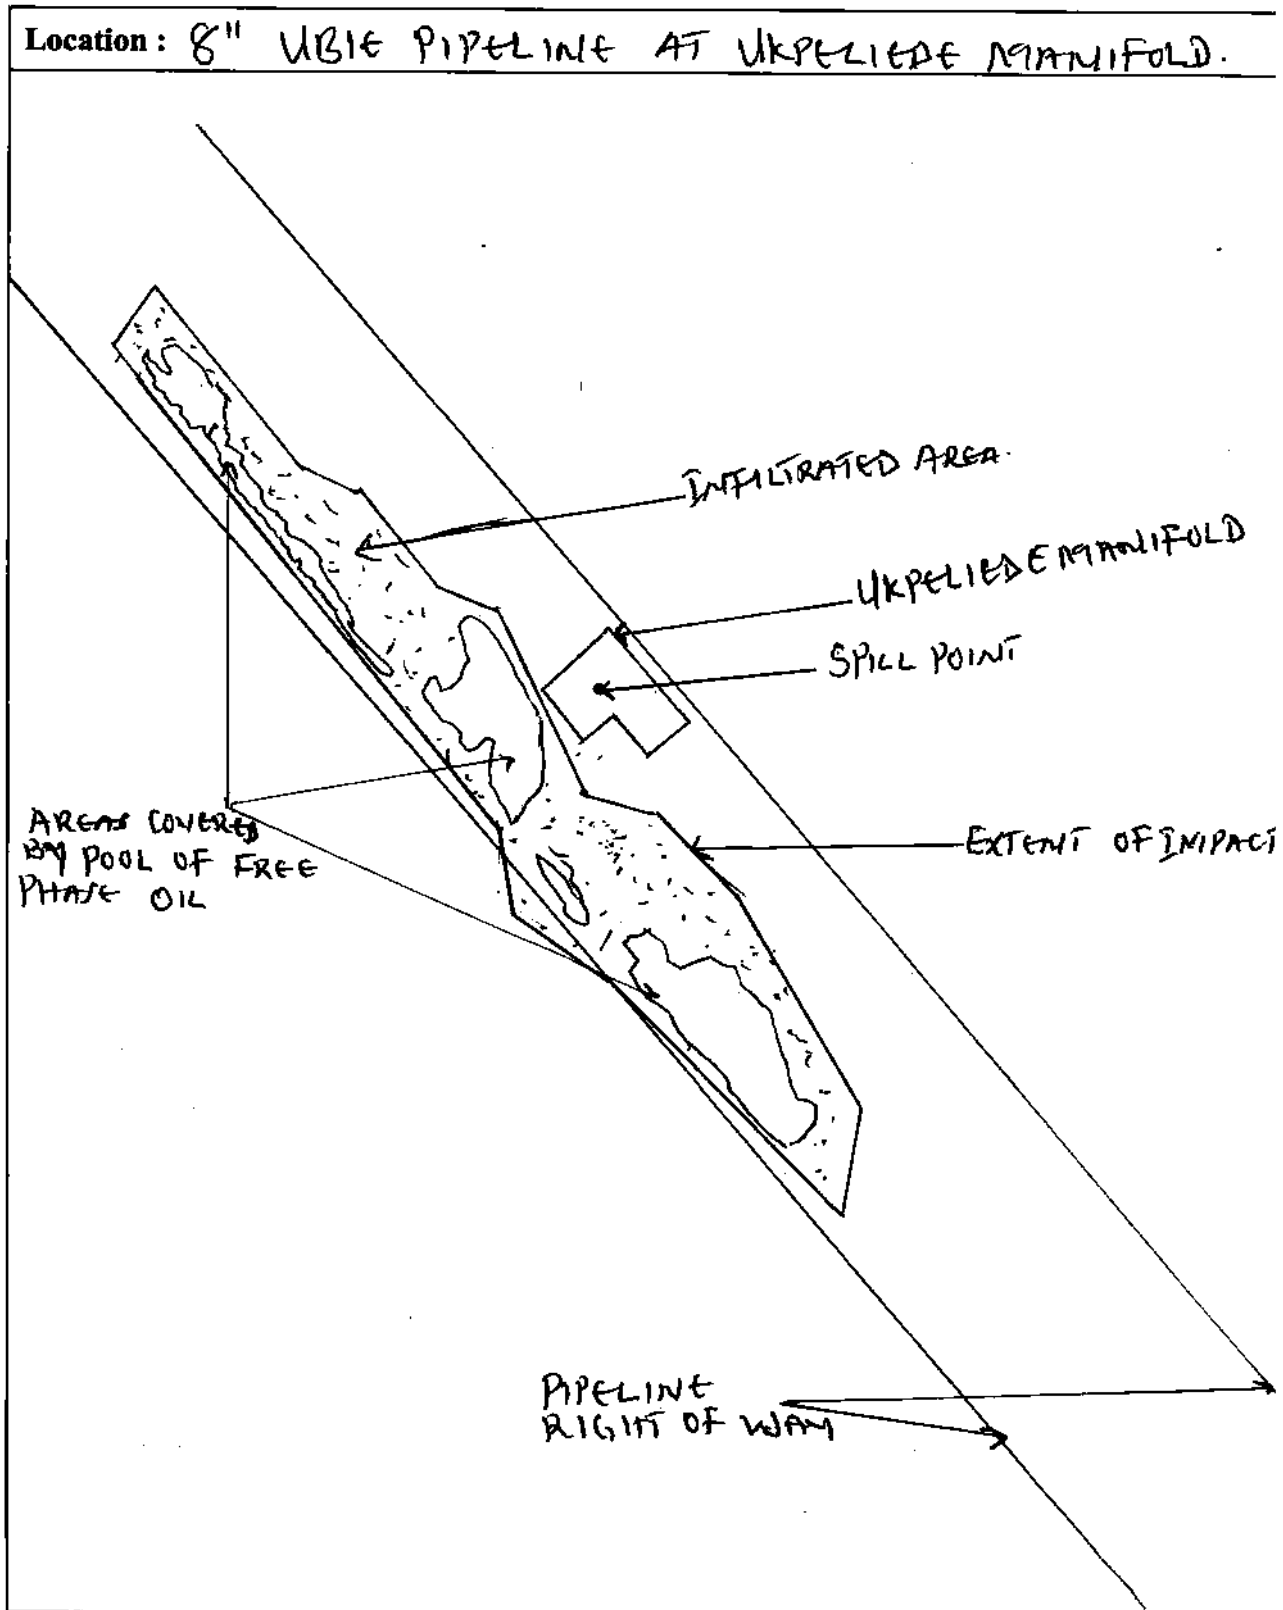 Location : 8" UBIE PIPELINE AT UKPELIEDE MANIFOLD.
INFILTRATED AREA.
UKPELIEDE MANIFOLD
SPILL POINT
AREAS COVERED
BY POOL OF FREE
PHASE OIL
EXTENT OF IMPACT
PIPELINE
RIGHT OF WAY